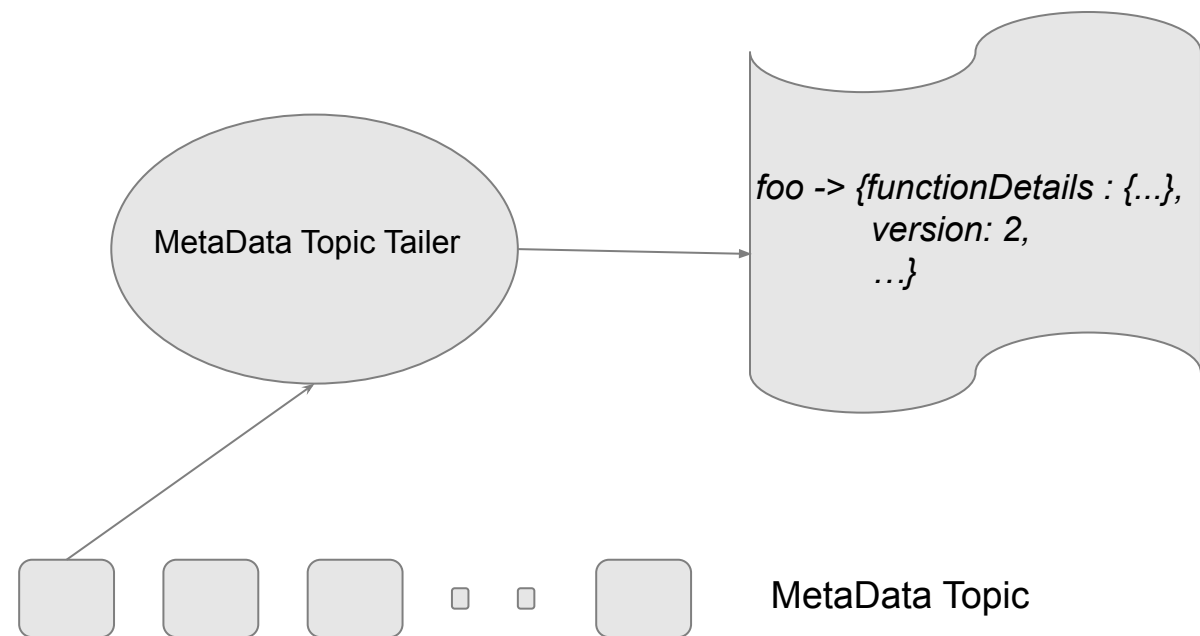 foo -> {functionDetails : {...},
version: 2,
…}
MetaData Topic Tailer
MetaData Topic